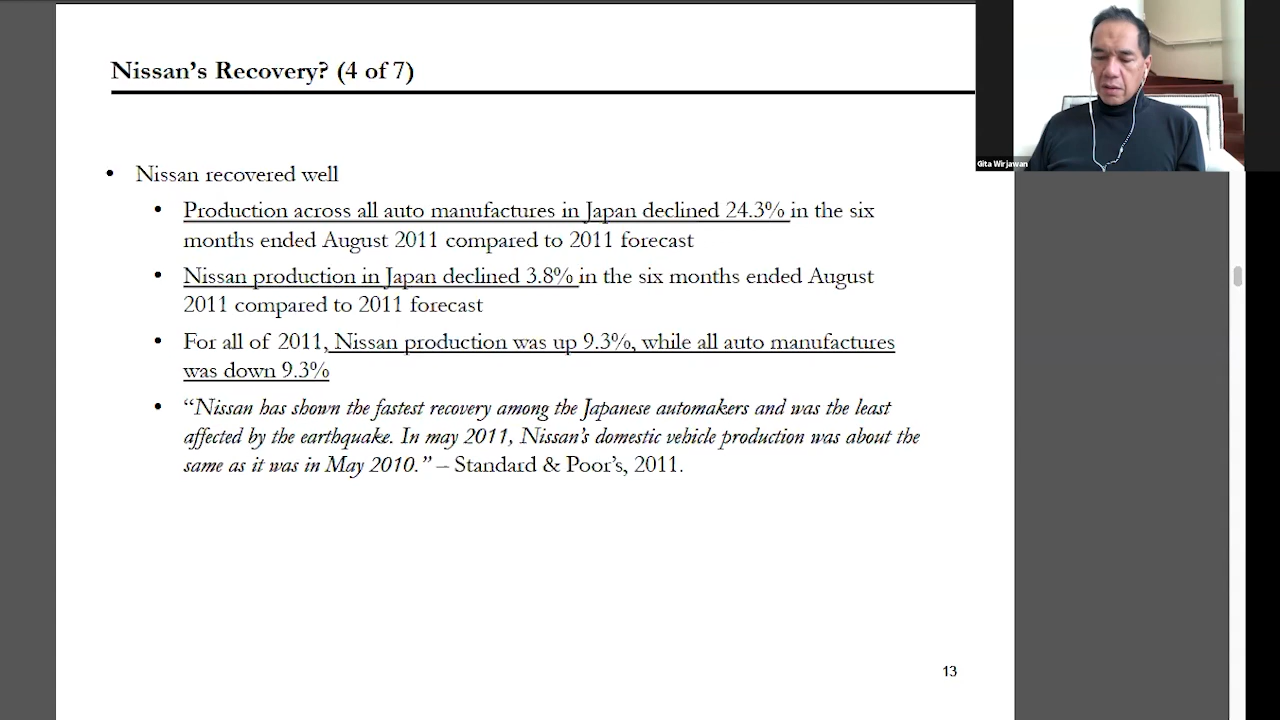 Nissan's Recovery? (4 of 7)
Gita Wirjawan
• Nissan recovered well
• Production across all auto manufactures in Japan declined 24.3% in the six
months ended August 2011 compared to 2011 forecast
• Nissan production in Japan declined 3.8% in the six months ended August
2011 compared to 2011 forecast
• For all of 2011, Nissan production was up 9.3%, while all auto manufactures
was down 9.3%
• “Nissan has shown the fastest recovery among the Japanese automakers and was the least
affected by the earthquake. In may 2011, Nissan's domestic vehicle production was about the
same as it was in May 2010.” – Standard & Poor's, 2011.
13